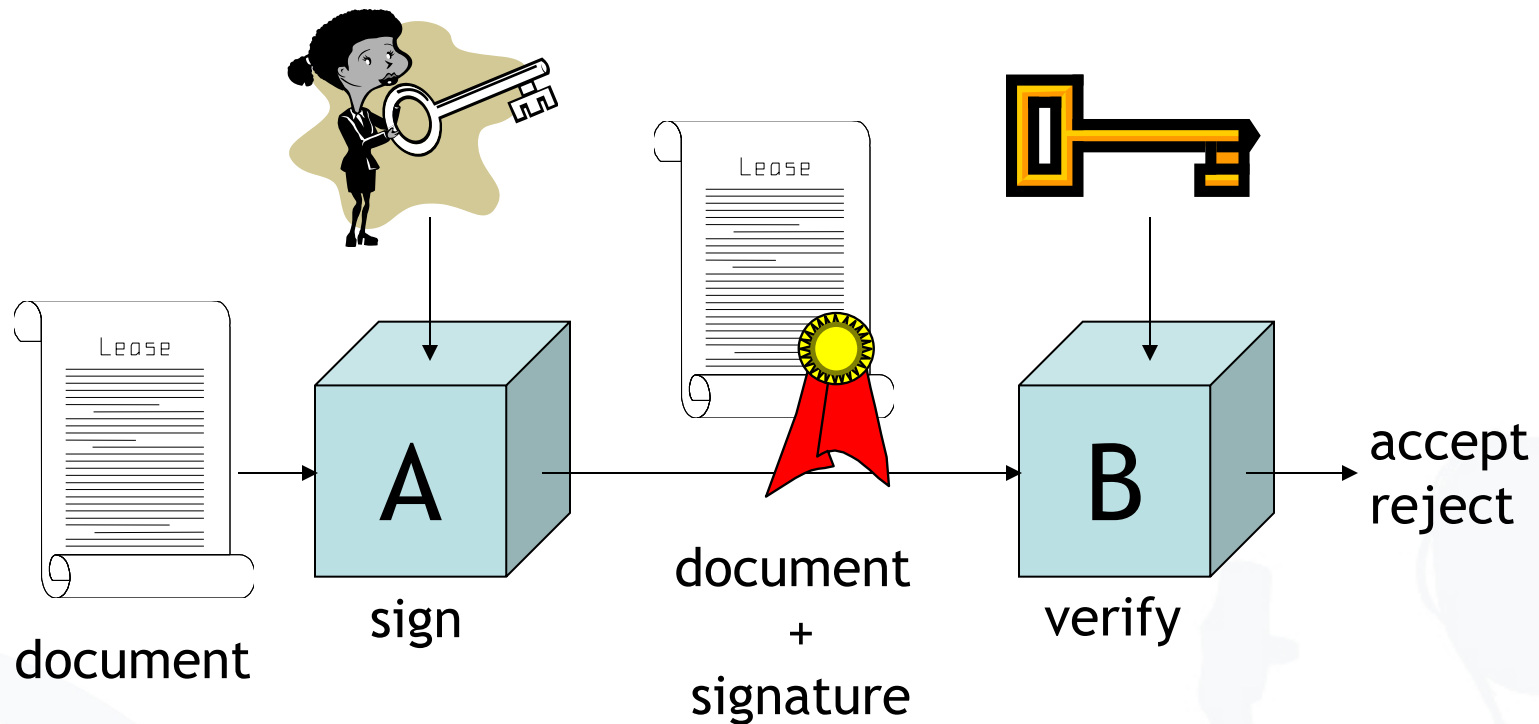 Lease
document
A
sign
Lease
document
+
signature
B
verify
accept
reject